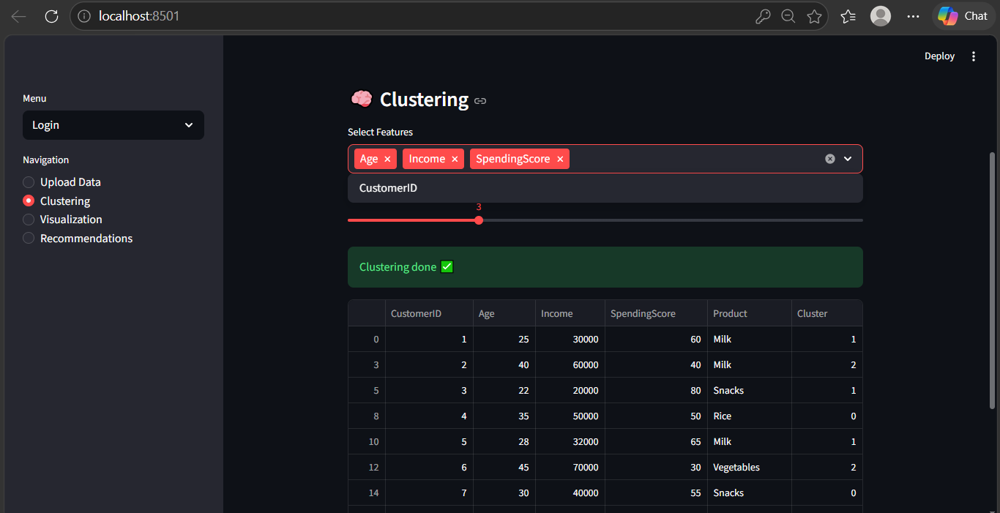 localhost:8501
Chat
Deploy
Menu
Login
Navigation
Upload Data
Clustering
Visualization
Recommendations
🧠 Clustering
Select Features
Age × Income × SpendingScore ×
CustomerID
3
Clustering done ✅
CustomerID Age Income SpendingScore Product Cluster
0 1 25 30000 60 Milk 1
3 2 40 60000 40 Milk 2
5 3 22 20000 80 Snacks 1
8 4 35 50000 50 Rice 0
10 5 28 32000 65 Milk 1
12 6 45 70000 30 Vegetables 2
14 7 30 40000 55 Snacks 0